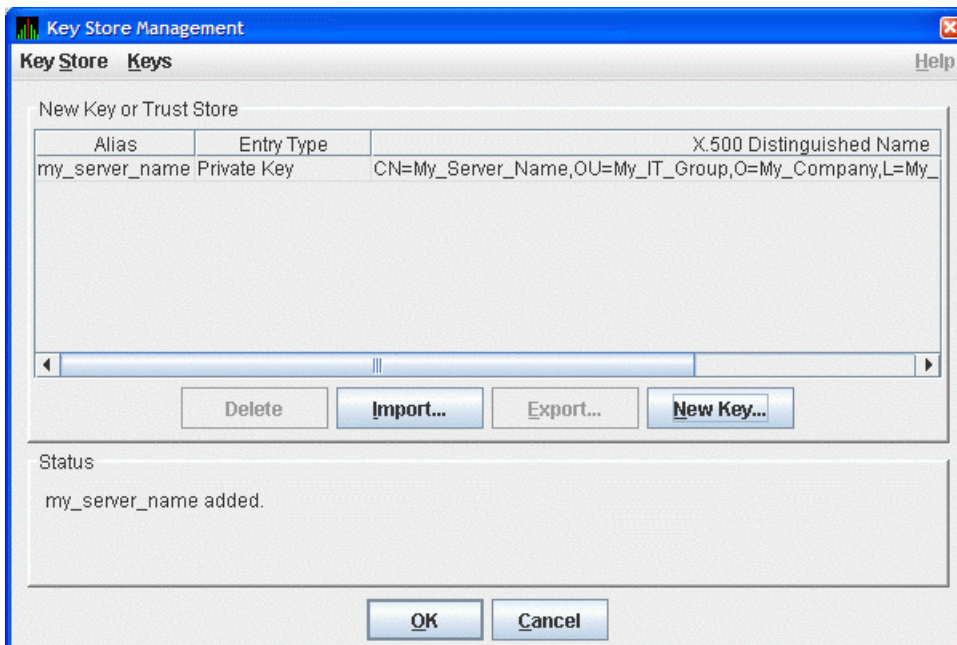 Key Store Management
Key Store Keys Help
New Key or Trust Store
Alias Entry Type X.500 Distinguished Name
my_server_name Private Key CN=My_Server_Name,OU=My_IT_Group,O=My_Company,L=My_
Delete Import... Export... New Key...
Status
my_server_name added.
OK Cancel